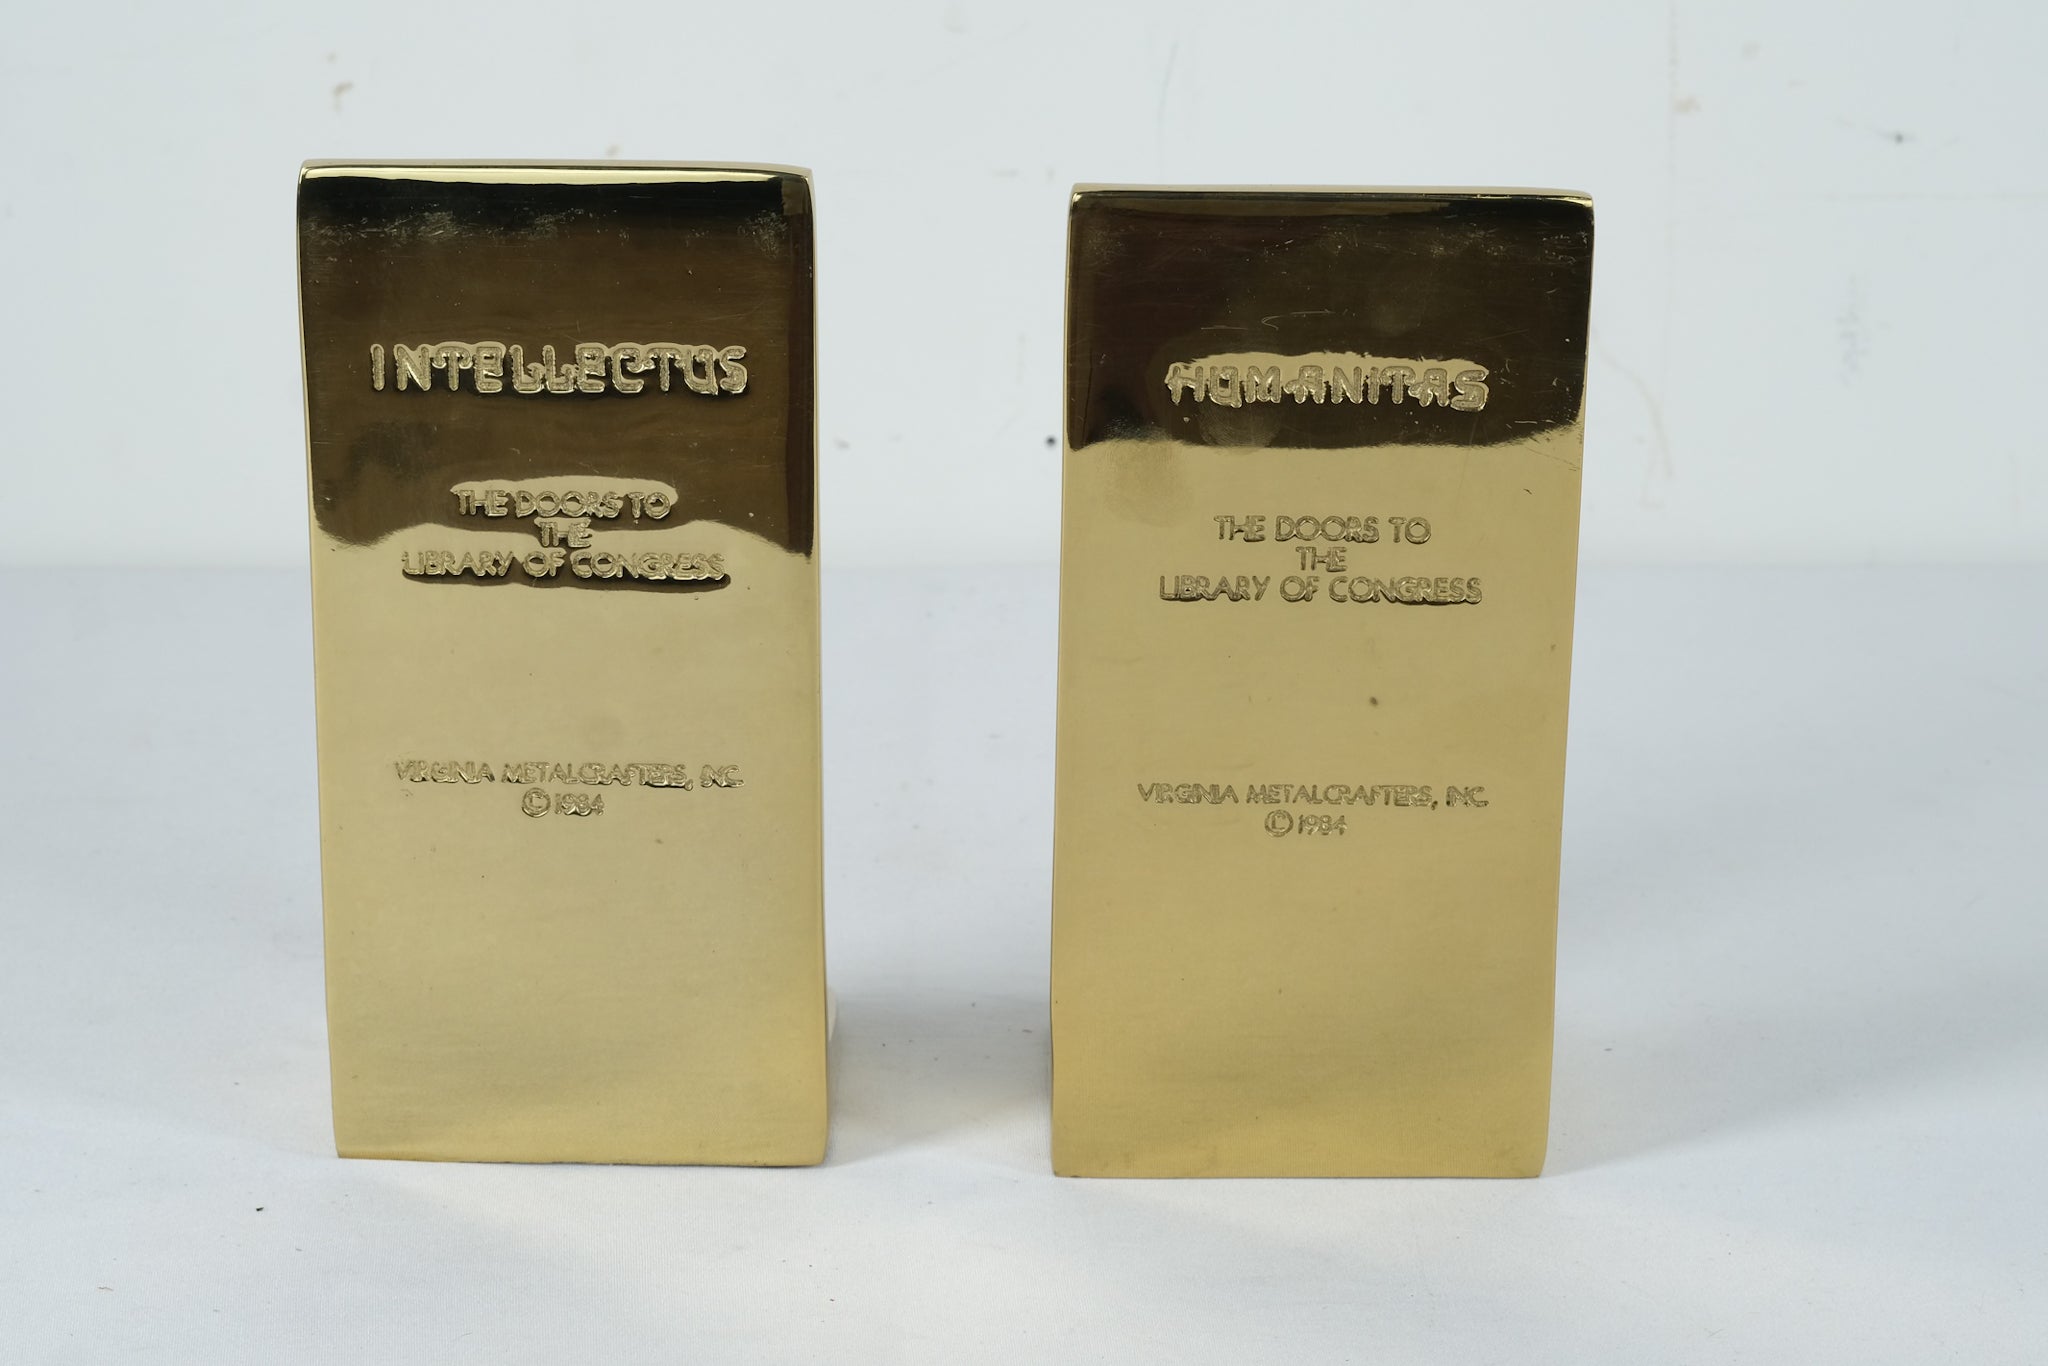 INTELLECTUS
THE DOORS TO
THE
LIBRARY OF CONGRESS
VIRGINIA METALCRAFTERS, INC.
©1984
HUMANITAS
THE DOORS TO
THE
LIBRARY OF CONGRESS
VIRGINIA METALCRAFTERS, INC.
©1984